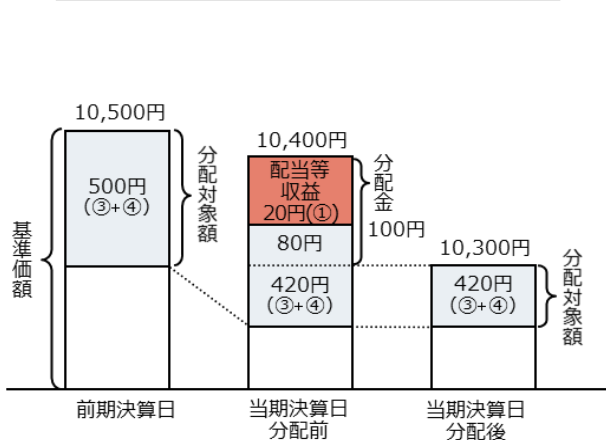 10,500円
500円
(③+④)
分配対象額
基準価額
前期決算日
10,400円
配当等
収益
20円(①)
80円
420円
(③+④)
分配金
100円
当期決算日
分配前
10,300円
420円
(③+④)
分配対象額
当期決算日
分配後